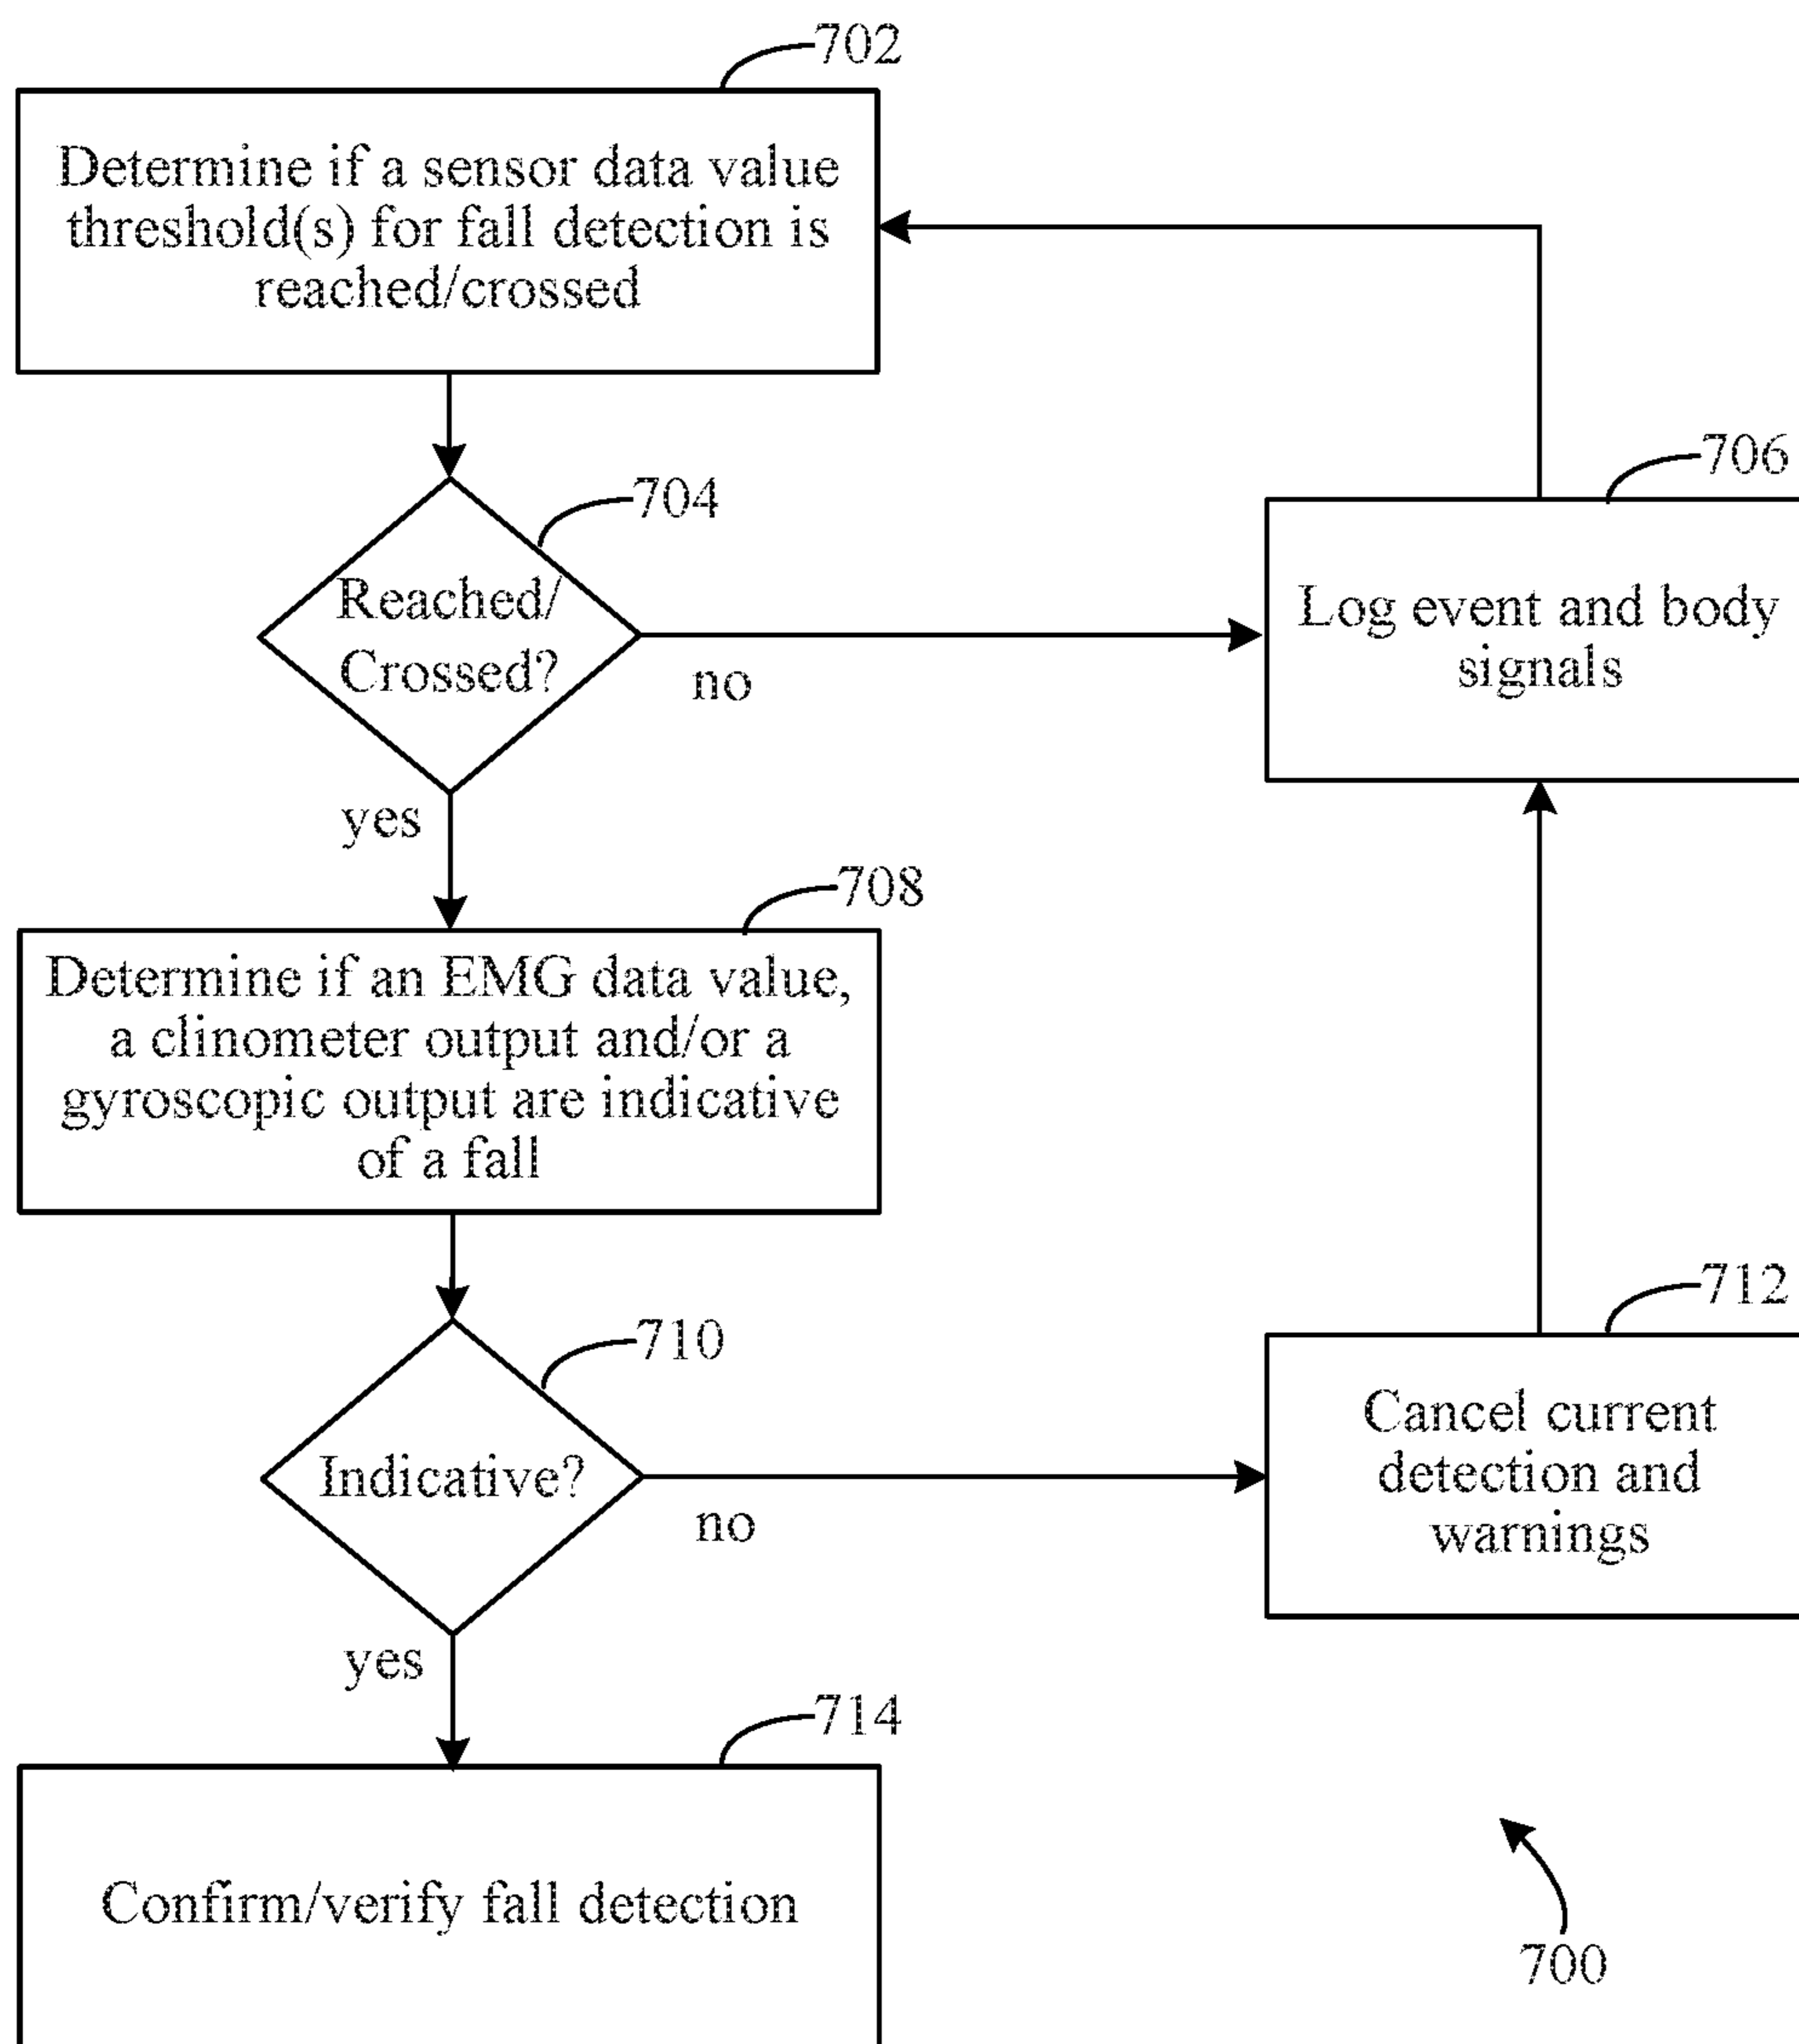 702
Determine if a sensor data value
threshold(s) for fall detection is
reached/crossed
704
Reached/
Crossed?
no
706
Log event and body
signals
yes
708
Determine if an EMG data value,
a clinometer output and/or a
gyroscopic output are indicative
of a fall
710
Indicative?
no
712
Cancel current
detection and
warnings
yes
714
Confirm/verify fall detection
700